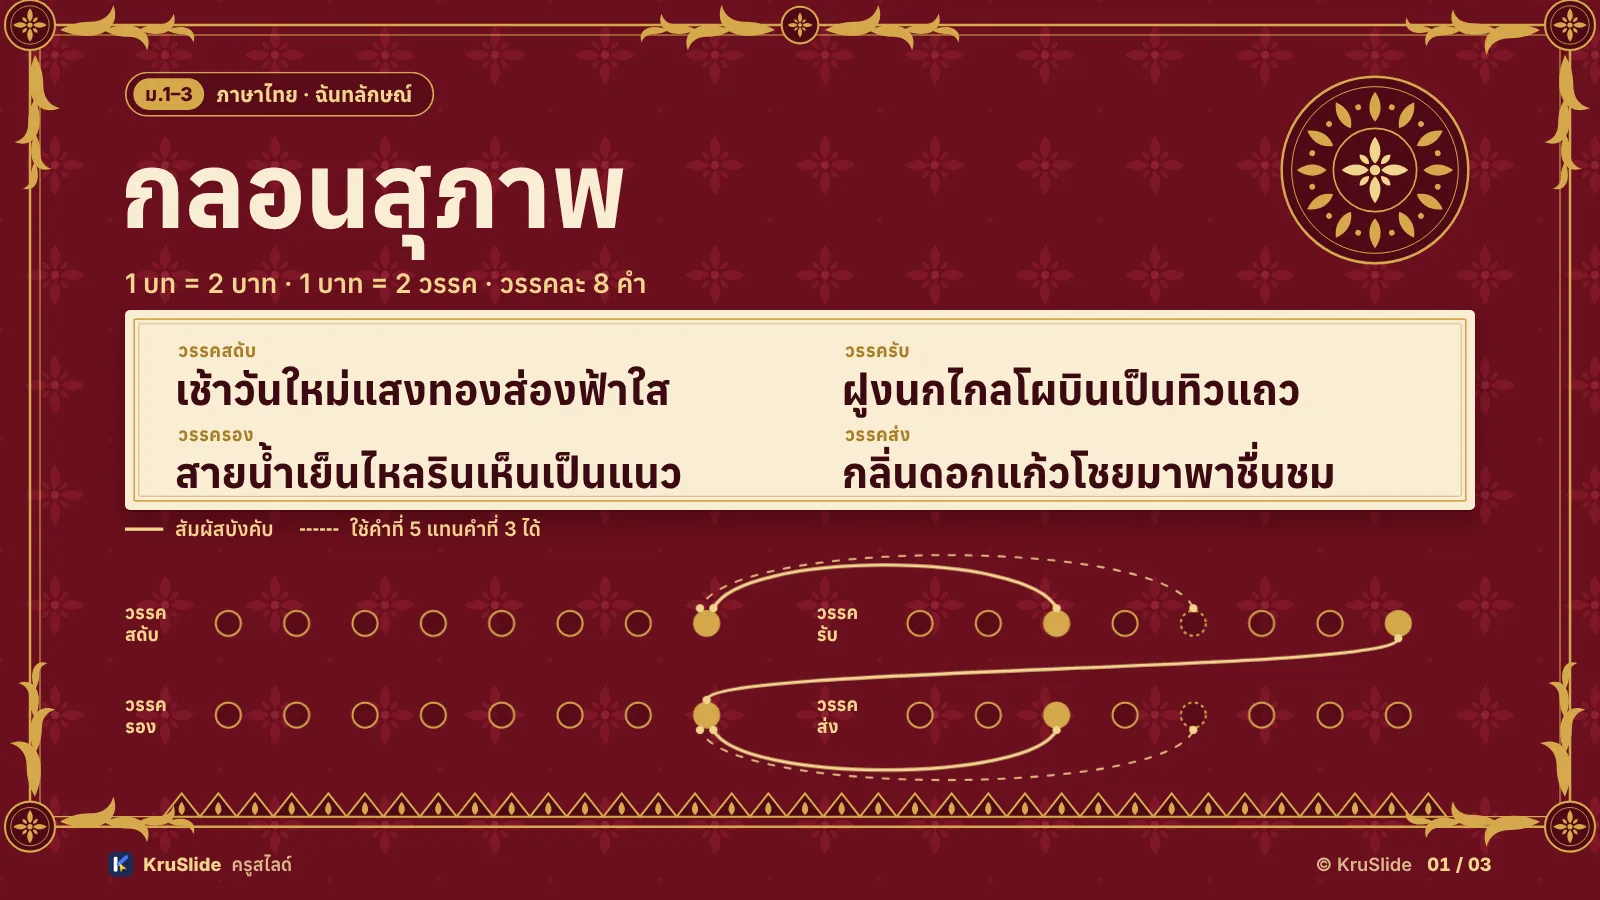 ม.1–3 ภาษาไทย · ฉันทลักษณ์
กลอนสุภาพ
1 บท = 2 บาท · 1 บาท = 2 วรรค · วรรคละ 8 คำ
วรรคสดับ
เช้าวันใหม่แสงทองส่องฟ้าใส
วรรครับ
ฝูงนกไกลโผบินเป็นทิวแถว
วรรครอง
สายน้ำเย็นไหลรินเห็นเป็นแนว
วรรคส่ง
กลิ่นดอกแก้วโชยมาพาชื่นชม
สัมผัสบังคับ
------ ใช้คำที่ 5 แทนคำที่ 3 ได้
วรรค
สดับ
วรรค
รับ
วรรค
รอง
วรรค
ส่ง
KruSlide ครูสไลด์
© KruSlide 01 / 03